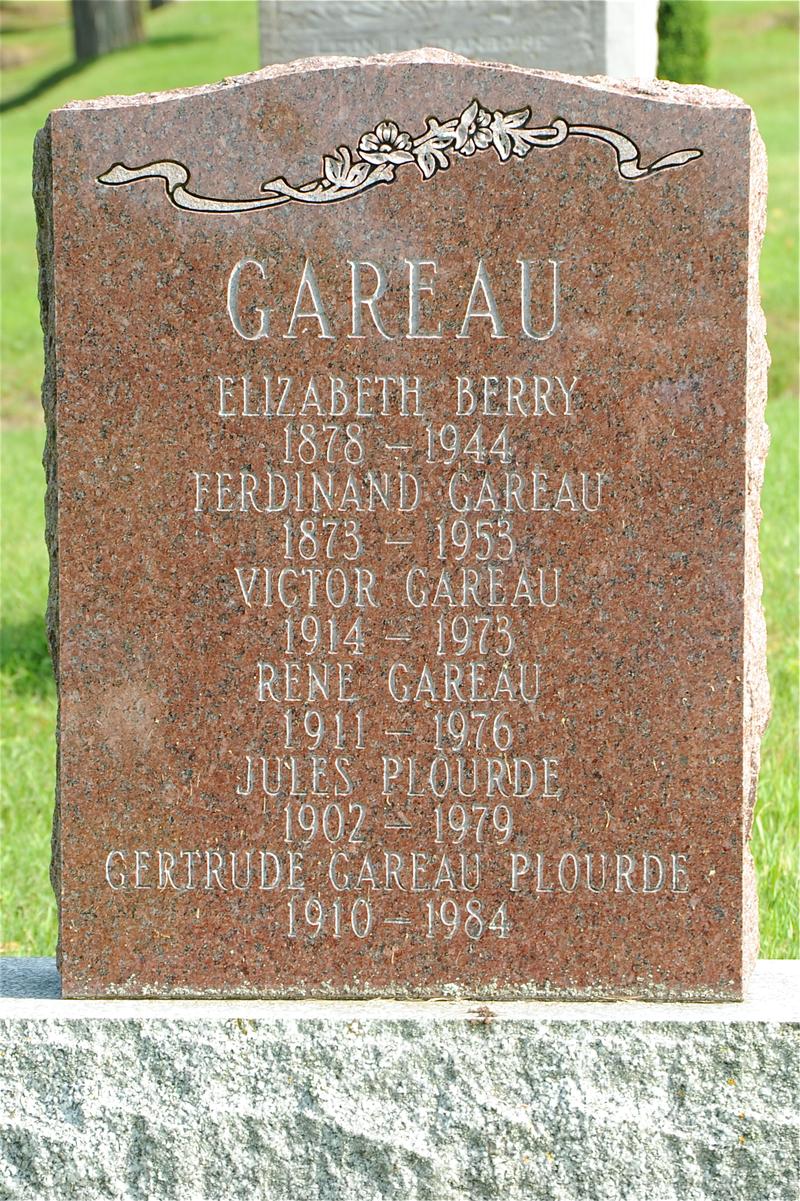 GAREAU
ELIZABETH BERRY
1878 - 1944
FERDINAND GAREAU
1873 - 1953
VICTOR GAREAU
1914 - 1973
RENE GAREAU
1911 - 1976
JULES PLOURDE
1902 - 1979
GERTRUDE GAREAU PLOURDE
1910 - 1984